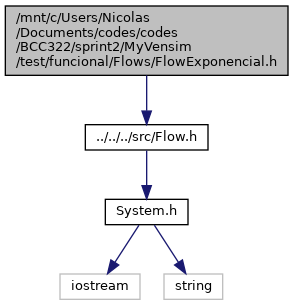 /mnt/c/Users/Nicolas
/Documents/codes/codes
/BCC322/sprint2/MyVensim
/test/funcional/Flows/FlowExponencial.h
../../../src/Flow.h
System.h
iostream
string